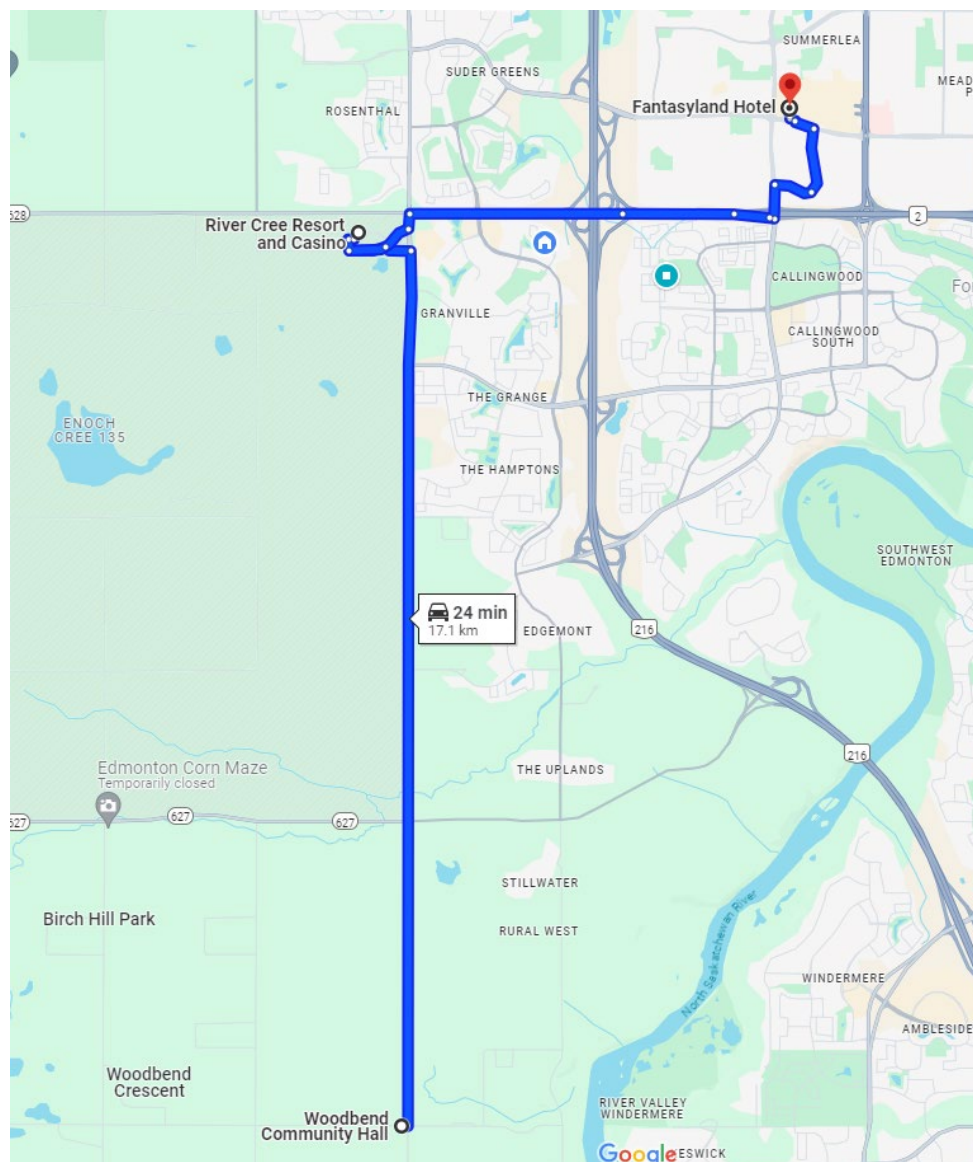 SUMMERLEA
SUDER GREENS
MEAD
P
ROSENTHAL
Fantasyland Hotel
628
2
River Cree Resort
and Casino
CALLINGWOOD
For
GRANVILLE
CALLINGWOOD
SOUTH
THE GRANGE
ENOCH
CREE 135
THE HAMPTONS
SOUTHWEST
EDMONTON
24 min
17.1 km
EDGEMONT
216
216
Edmonton Corn Maze
Temporarily closed
THE UPLANDS
627
627
627
STILLWATER
Birch Hill Park
RURAL WEST
North Saskatchewan River
WINDERMERE
AMBLESIDE
Woodbend
Crescent
RIVER VALLEY
WINDERMERE
Woodbend
Community Hall
Google
ESWICK